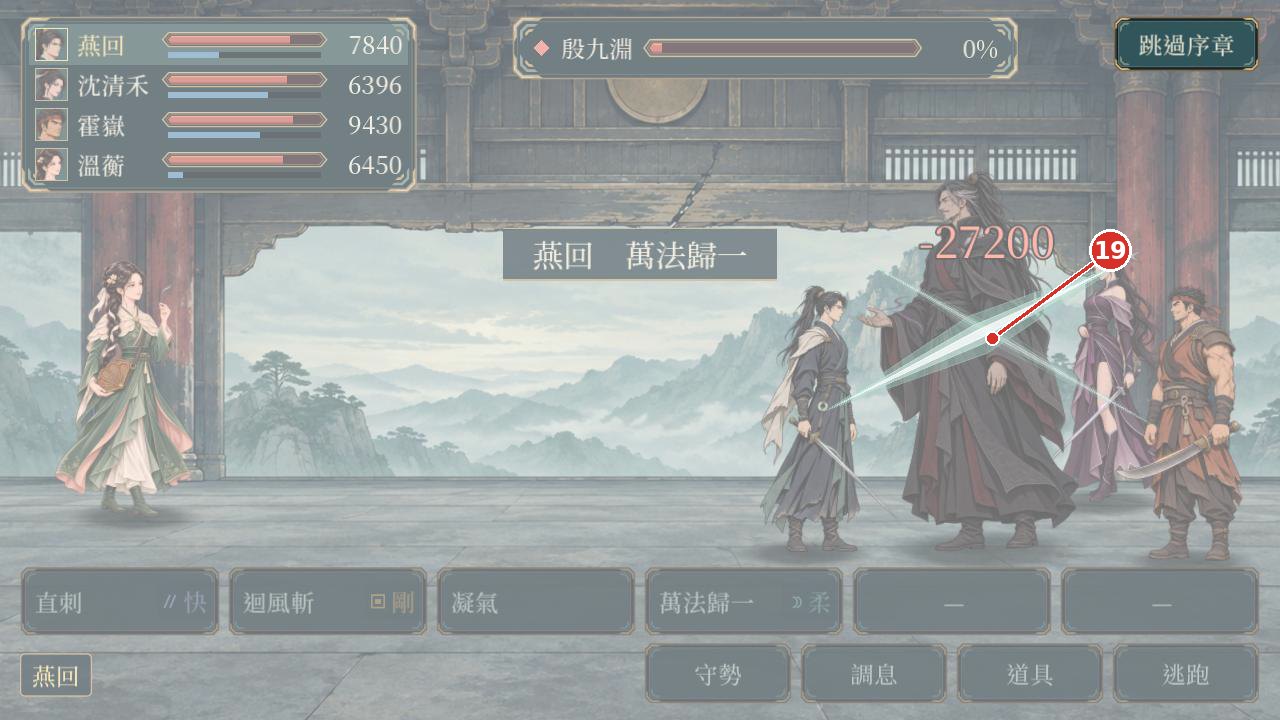 燕回 7840
沈清禾 6396
霍嶽 9430
溫蘅 6450
殷九淵 0%
跳過序章
燕回 萬法歸一
-27200
19
直刺 快
迴風斬 剛
凝氣
萬法歸一 柔
—
—
燕回
守勢
調息
道具
逃跑